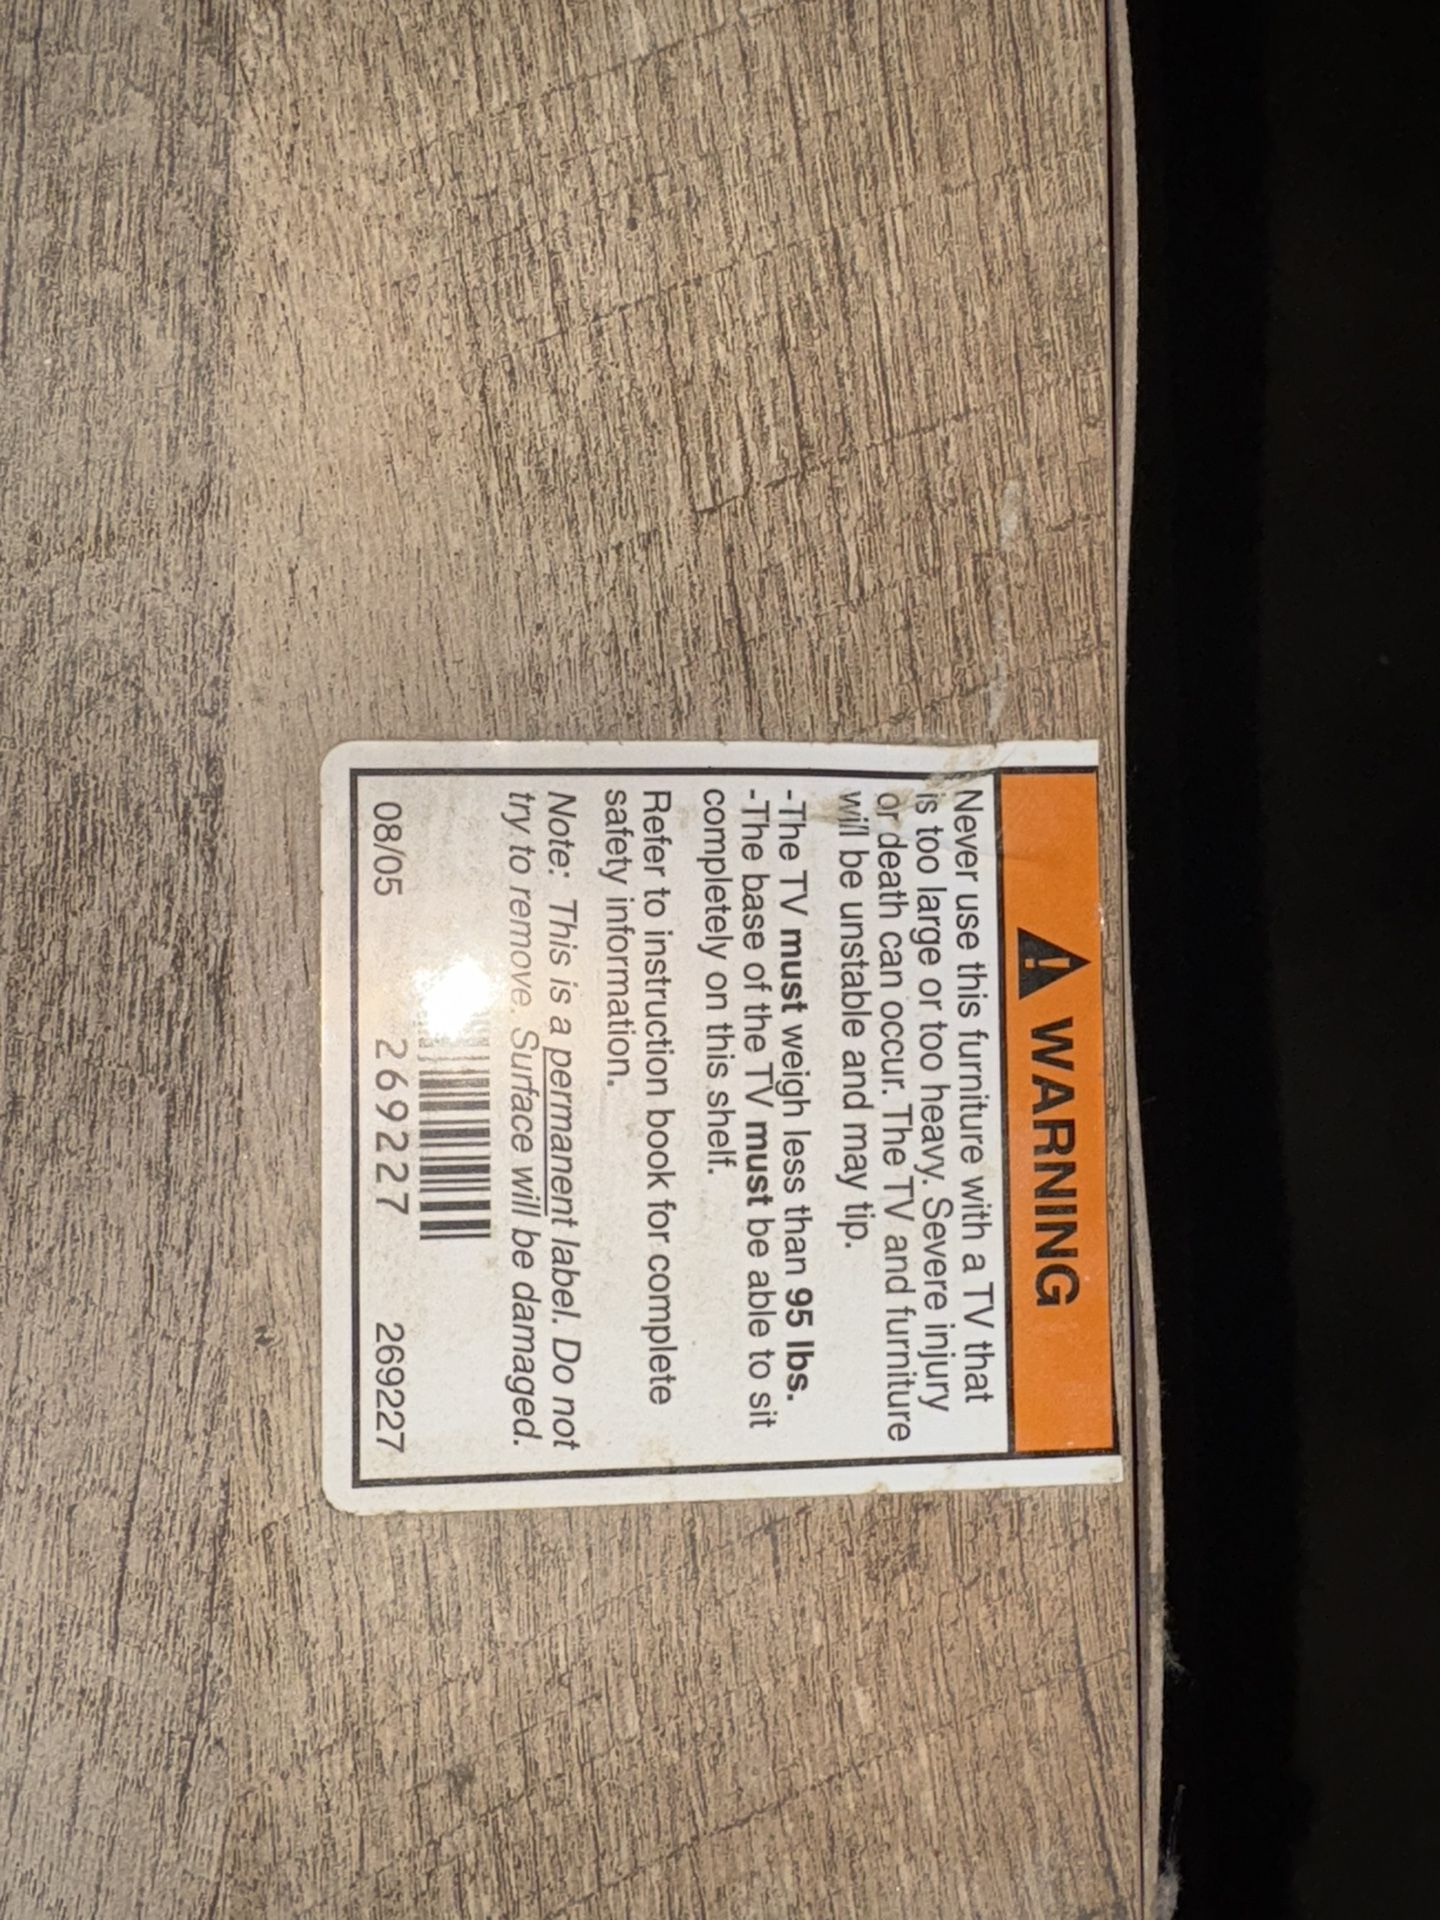 WARNING
Never use this furniture with a TV that
is too large or too heavy. Severe injury
or death can occur. The TV and furniture
will be unstable and may tip.
-The TV must weigh less than 95 lbs.
-The base of the TV must be able to sit
completely on this shelf.
Refer to instruction book for complete
safety information.
Note: This is a permanent label. Do not
try to remove. Surface will be damaged.
08/05 269227 269227